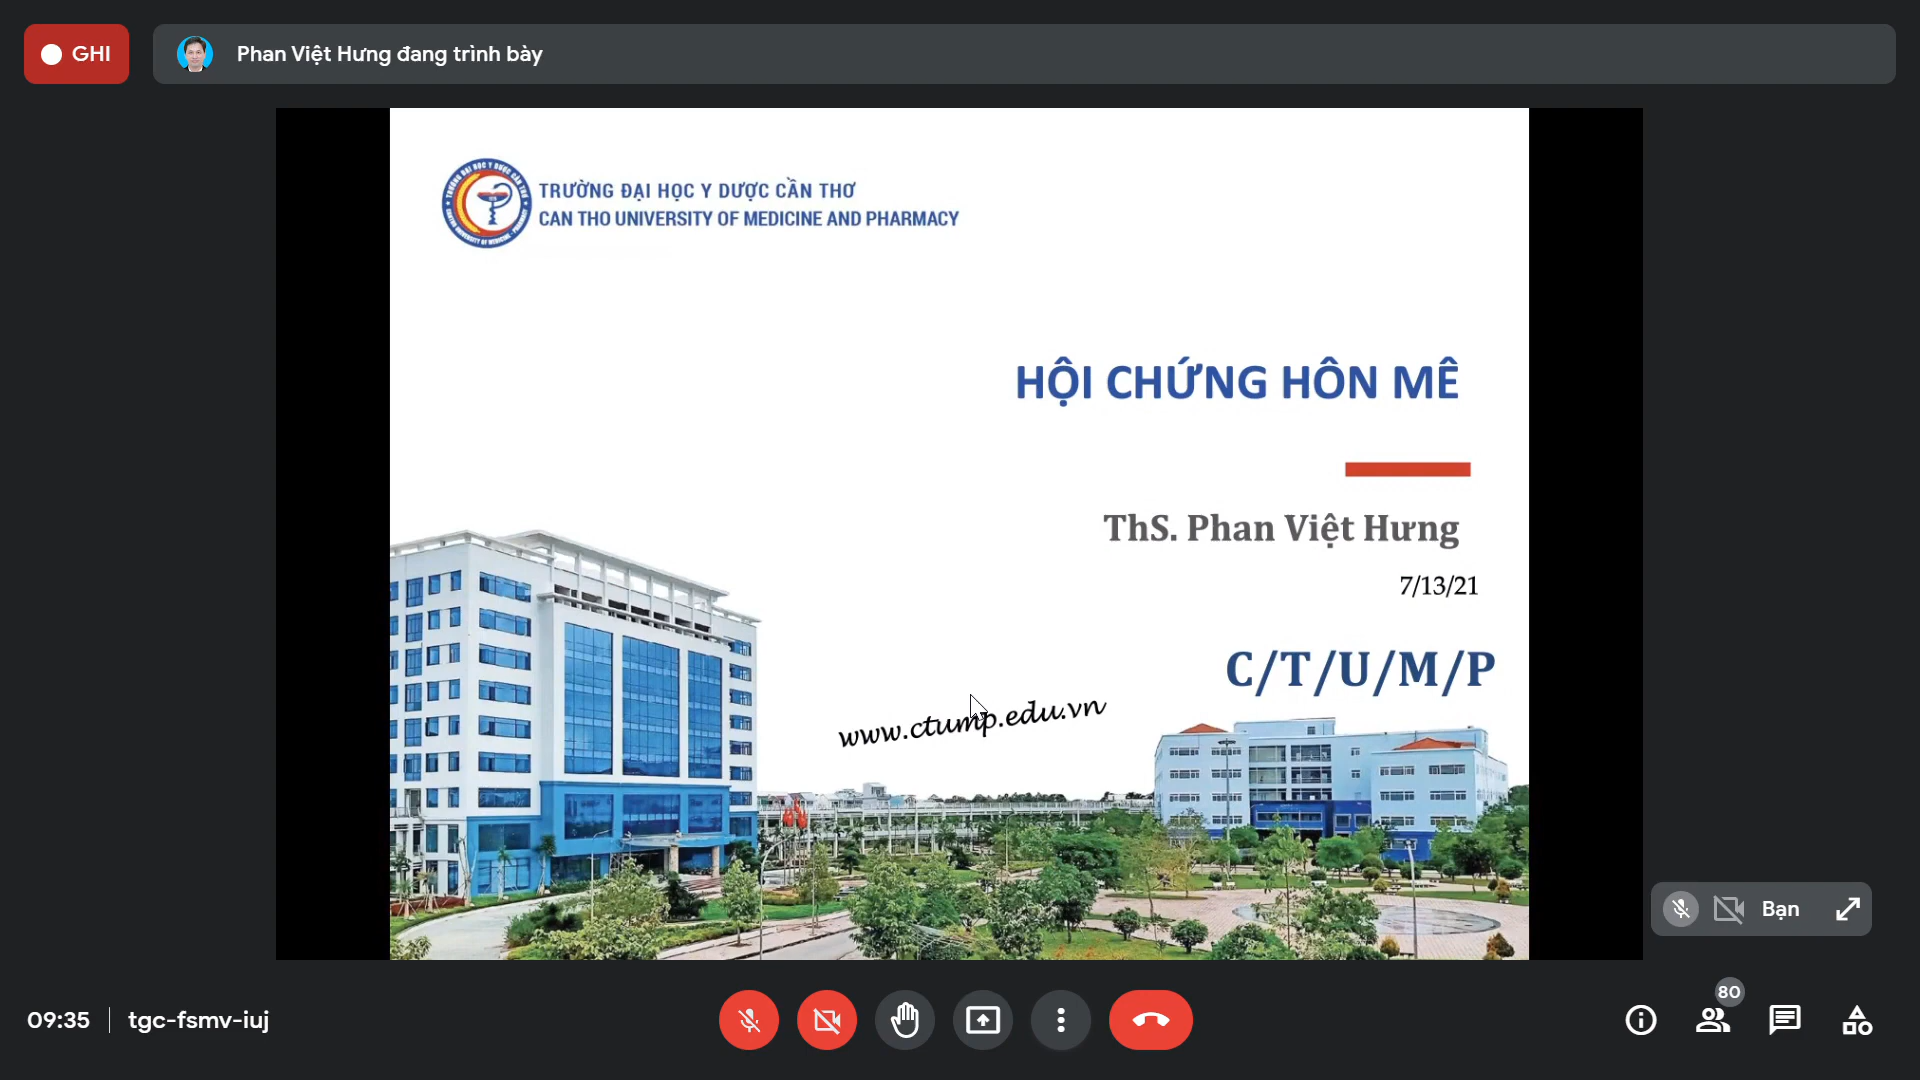 GHI
Phan Việt Hưng đang trình bày
TRƯỜNG ĐẠI HỌC Y DƯỢC CẦN THƠ
CAN THO UNIVERSITY OF MEDICINE AND PHARMACY
HỘI CHỨNG HÔN MÊ
ThS. Phan Việt Hưng
7/13/21
C/T/U/M/P
www.ctump.edu.vn
Bạn
80
09:35
tgc-fsmv-iuj